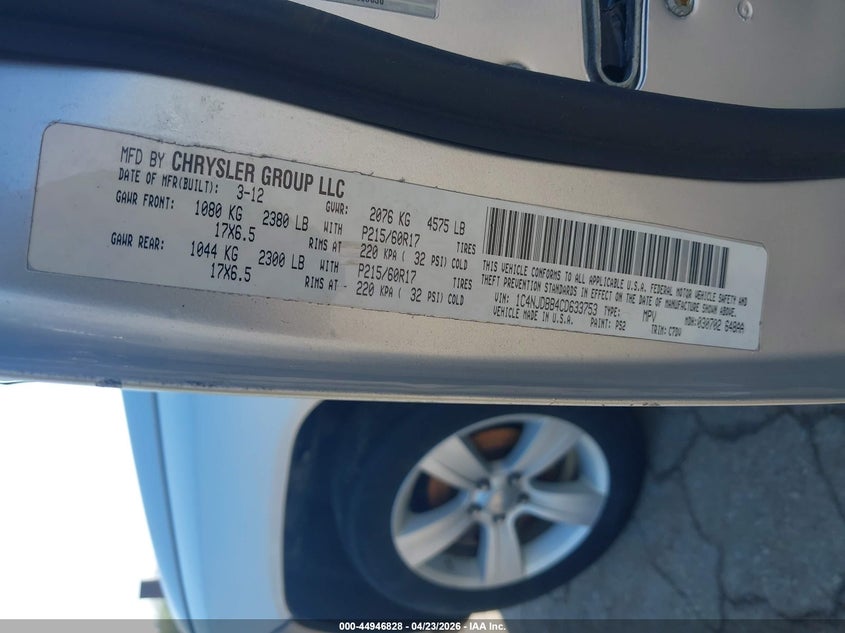 MFD BY CHRYSLER GROUP LLC
DATE OF MFR(BUILT): 3-12 GVWR: 2076 KG 4575 LB
GAWR FRONT: 1080 KG 2380 LB WITH P215/60R17 TIRES
17X6.5 RIMS AT 220 KPA ( 32 PSI) COLD
GAWR REAR: 1044 KG 2300 LB WITH P215/60R17 TIRES
17X6.5 RIMS AT - 220 KPA ( 32 PSI) COLD
THIS VEHICLE CONFORMS TO ALL APPLICABLE U.S.A. FEDERAL MOTOR VEHICLE SAFETY AND
THEFT PREVENTION STANDARDS IN EFFECT ON THE DATE OF MANUFACTURE SHOWN ABOVE.
VIN: 1C4NJDBB4CD633753 TYPE: MPV MDH: 030702 648AA
VEHICLE MADE IN U.S.A. PAINT: PS2 TRIM: C7DV
000-44946828 - 04/23/2026 - IAA Inc.